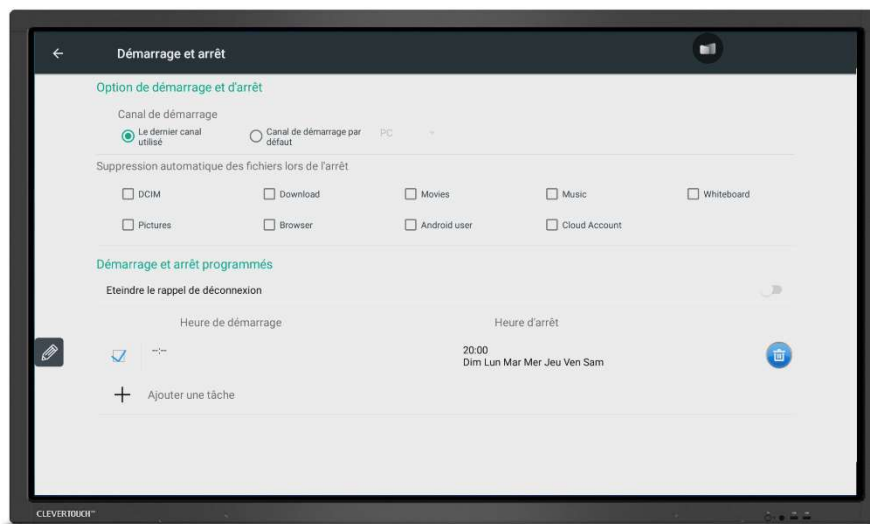 Démarrage et arrêt
Option de démarrage et d'arrêt
Canal de démarrage
Le dernier canal
utilisé
Canal de démarrage par
défaut
PC
Suppression automatique des fichiers lors de l'arrêt
DCIM
Download
Movies
Music
Whiteboard
Pictures
Browser
Android user
Cloud Account
Démarrage et arrêt programmés
Eteindre le rappel de déconnexion
Heure de démarrage
Heure d'arrêt
--:--
20:00
Dim Lun Mar Mer Jeu Ven Sam
Ajouter une tâche
CLEVERTOUCH™